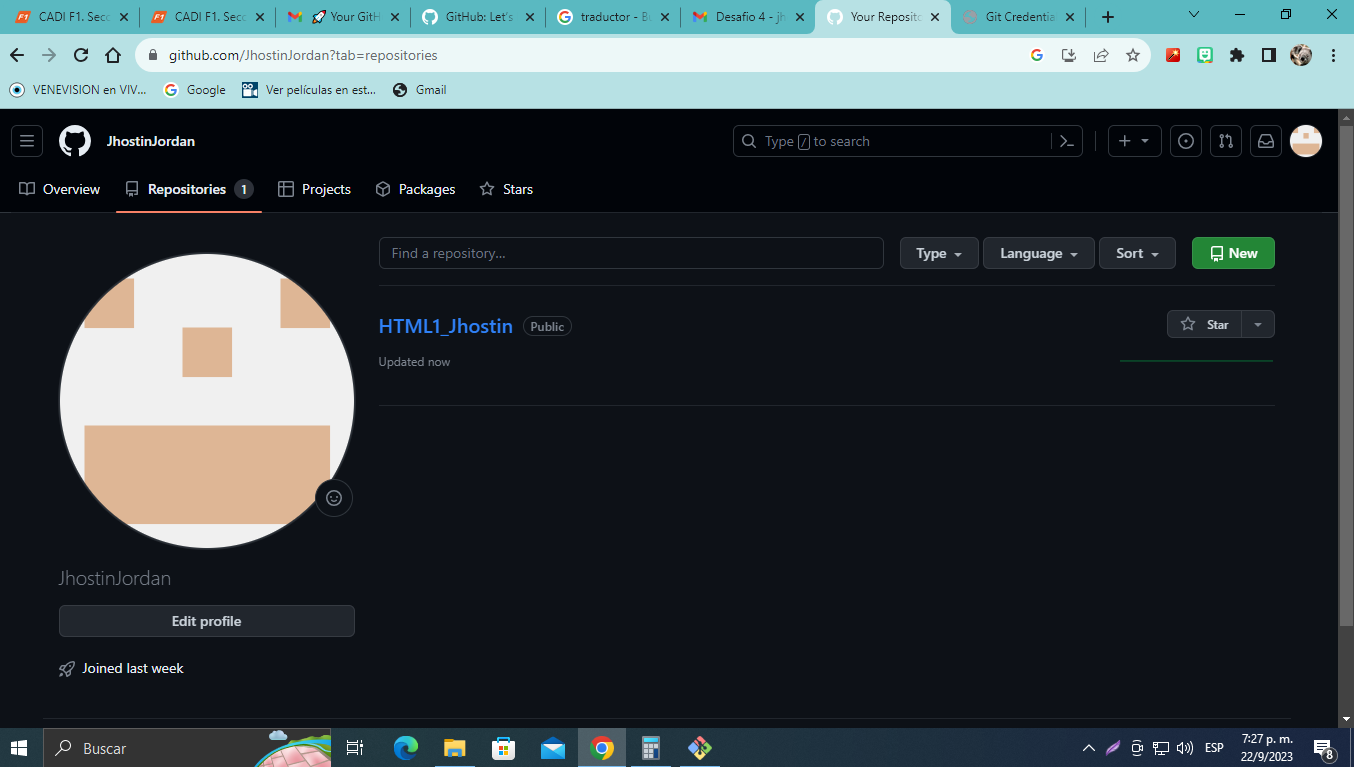 CADI F1. Secc
CADI F1. Secc
Your GitH
GitHub: Let's
traductor - Bu
Desafio 4 - jh
Your Reposito
Git Credential
github.com/JhostinJordan?tab=repositories
VENEVISION en VIV...
Google
Ver películas en est...
Gmail
JhostinJordan
Type / to search
Overview
Repositories 1
Projects
Packages
Stars
Find a repository...
Type
Language
Sort
New
HTML1_Jhostin
Public
Star
Updated now
JhostinJordan
Edit profile
Joined last week
Buscar
ESP
7:27 p. m.
22/9/2023
8